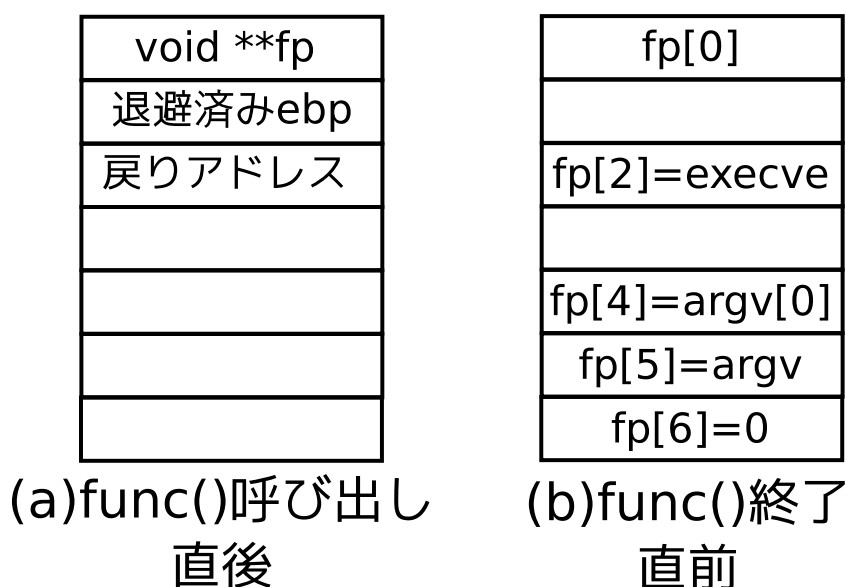 void **fp
退避済みebp
戻りアドレス
(a)func()呼び出し
直後
fp[0]
fp[2]=execve
fp[4]=argv[0]
fp[5]=argv
fp[6]=0
(b)func()終了
直前